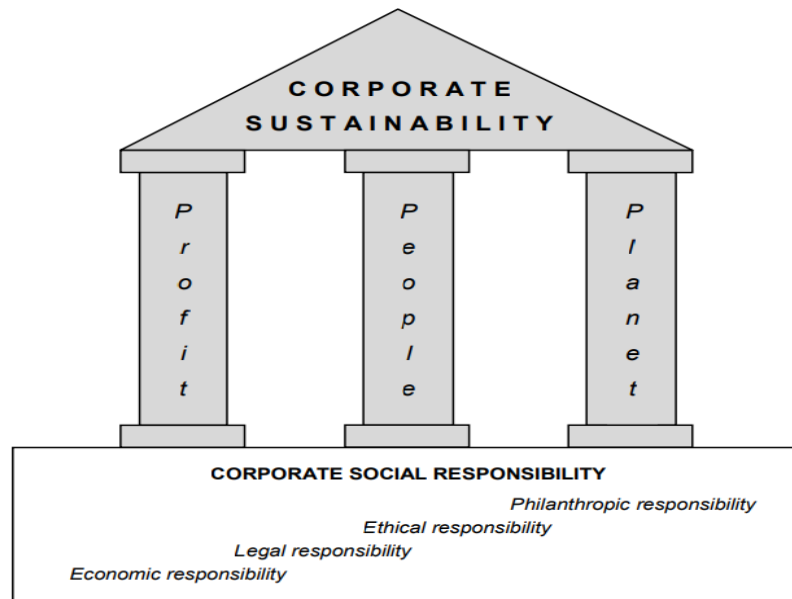 CORPORATE
SUSTAINABILITY
Profit
People
Planet
CORPORATE SOCIAL RESPONSIBILITY
Philanthropic responsibility
Ethical responsibility
Legal responsibility
Economic responsibility